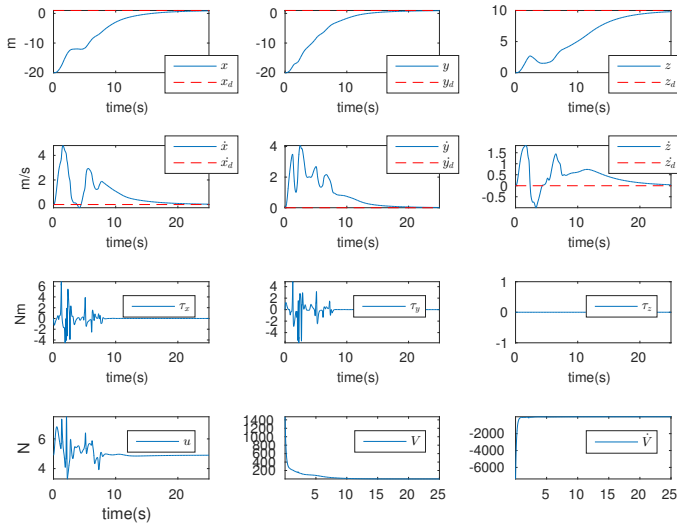 m
0
-10
-20
0 10 20
time(s)
x
x_d
0
-10
-20
0 10 20
time(s)
y
y_d
10
5
0
0 10 20
time(s)
z
z_d
m/s
4
2
0
0 10 20
time(s)
ẋ
ẋ_d
4
2
0
0 10 20
time(s)
ẏ
ẏ_d
1.5
0.5
-0.5
0 10 20
time(s)
ż
ż_d
Nm
6
4
2
0
-2
-4
0 10 20
time(s)
τ_x
4
2
0
-2
-4
0 10 20
time(s)
τ_y
1
0
-1
0 10 20
time(s)
τ_z
N
6
4
0 10 20
time(s)
u
1400
1000
800
600
400
200
5 10 15 20 25
V
-2000
-4000
-6000
5 10 15 20 25
V̇